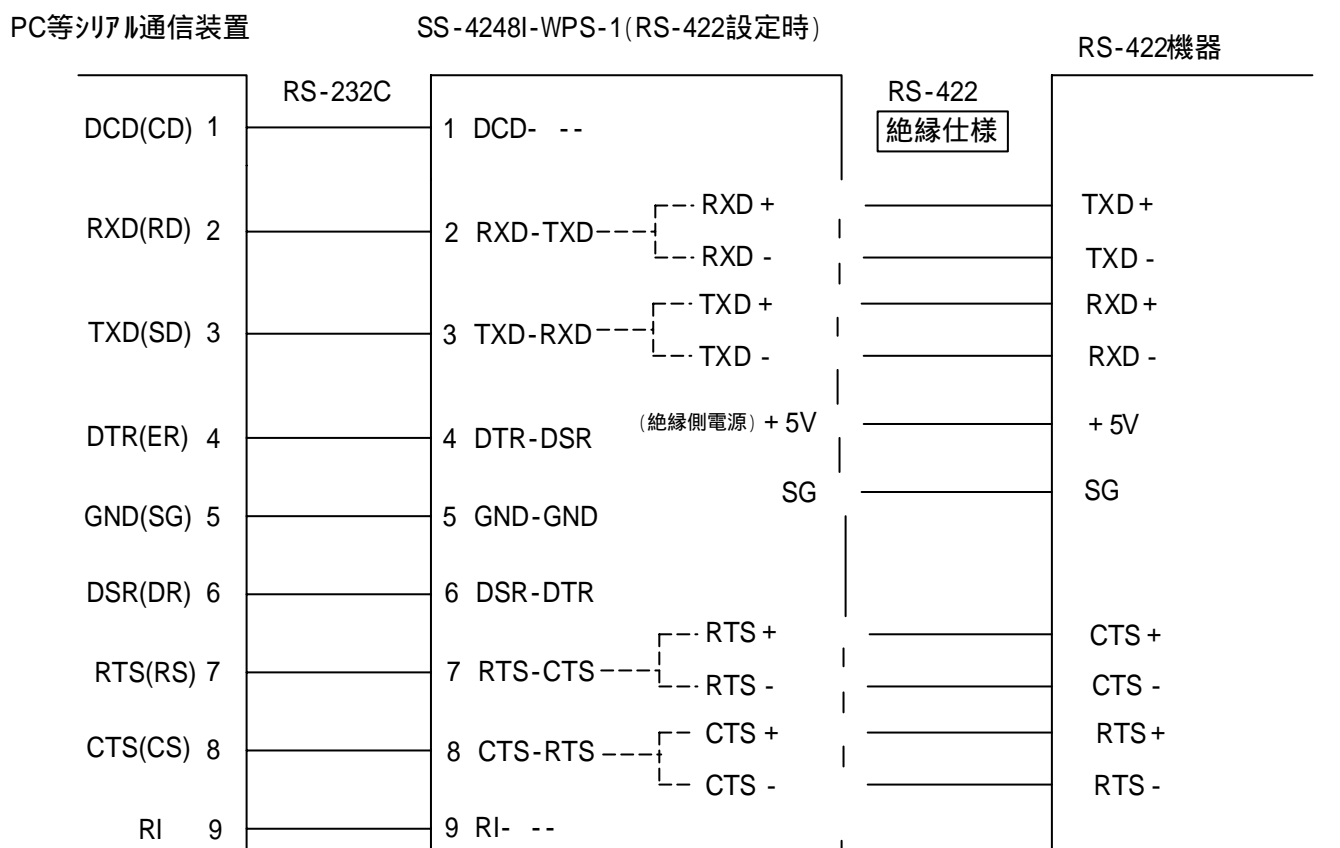 PC等ｼﾘｱﾙ通信装置 SS-4248I-WPS-1(RS-422設定時)
RS-422機器
RS-232C RS-422
DCD(CD) 1 1 DCD- -- 絶縁仕様
RXD+ TXD+
RXD(RD) 2 2 RXD-TXD
RXD - TXD -
TXD+ RXD+
TXD(SD) 3 3 TXD-RXD
TXD - RXD -
(絶縁側電源) + 5V + 5V
DTR(ER) 4 4 DTR-DSR
SG SG
GND(SG) 5 5 GND-GND
DSR(DR) 6 6 DSR-DTR
RTS+ CTS+
RTS(RS) 7 7 RTS-CTS
RTS - CTS -
CTS+ RTS+
CTS(CS) 8 8 CTS-RTS
CTS - RTS -
RI 9 9 RI- --